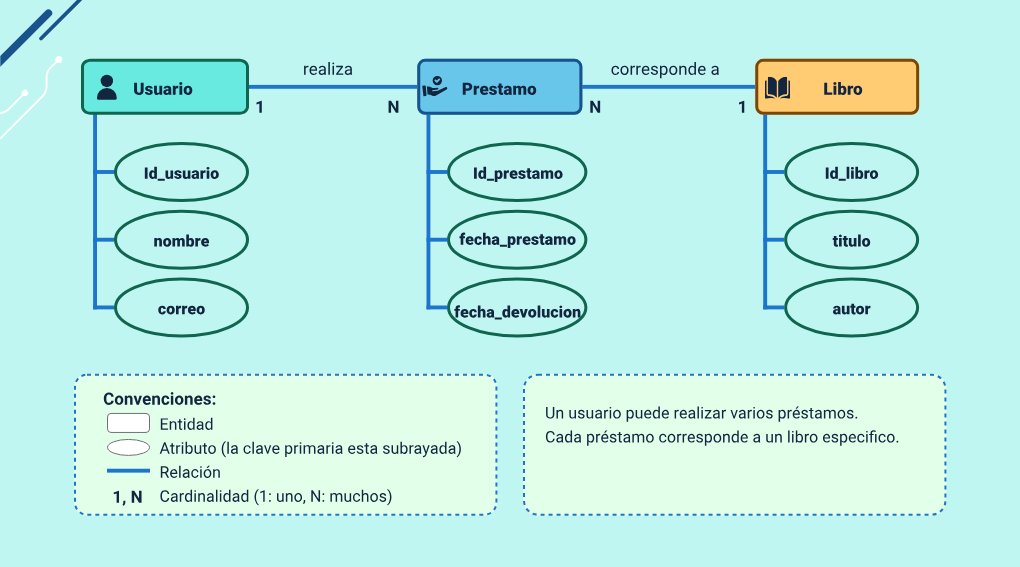 realiza
corresponde a
Usuario
Prestamo
Libro
1
N
N
1
Id_usuario
Id_prestamo
Id_libro
nombre
fecha_prestamo
titulo
correo
fecha_devolucion
autor
Convenciones:
Entidad
Atributo (la clave primaria esta subrayada)
Relación
1, N Cardinalidad (1: uno, N: muchos)
Un usuario puede realizar varios préstamos.
Cada préstamo corresponde a un libro especifico.